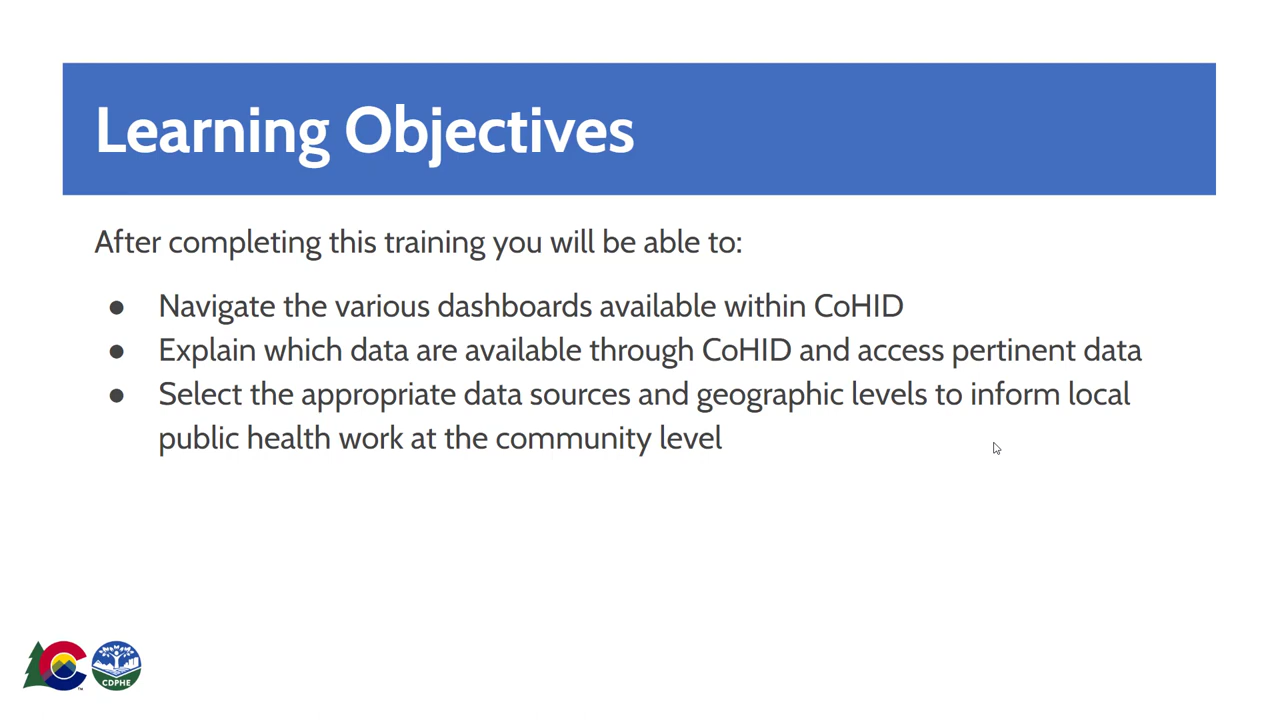 Learning Objectives
After completing this training you will be able to:
● Navigate the various dashboards available within CoHID
● Explain which data are available through CoHID and access pertinent data
● Select the appropriate data sources and geographic levels to inform local
public health work at the community level
CDPHE